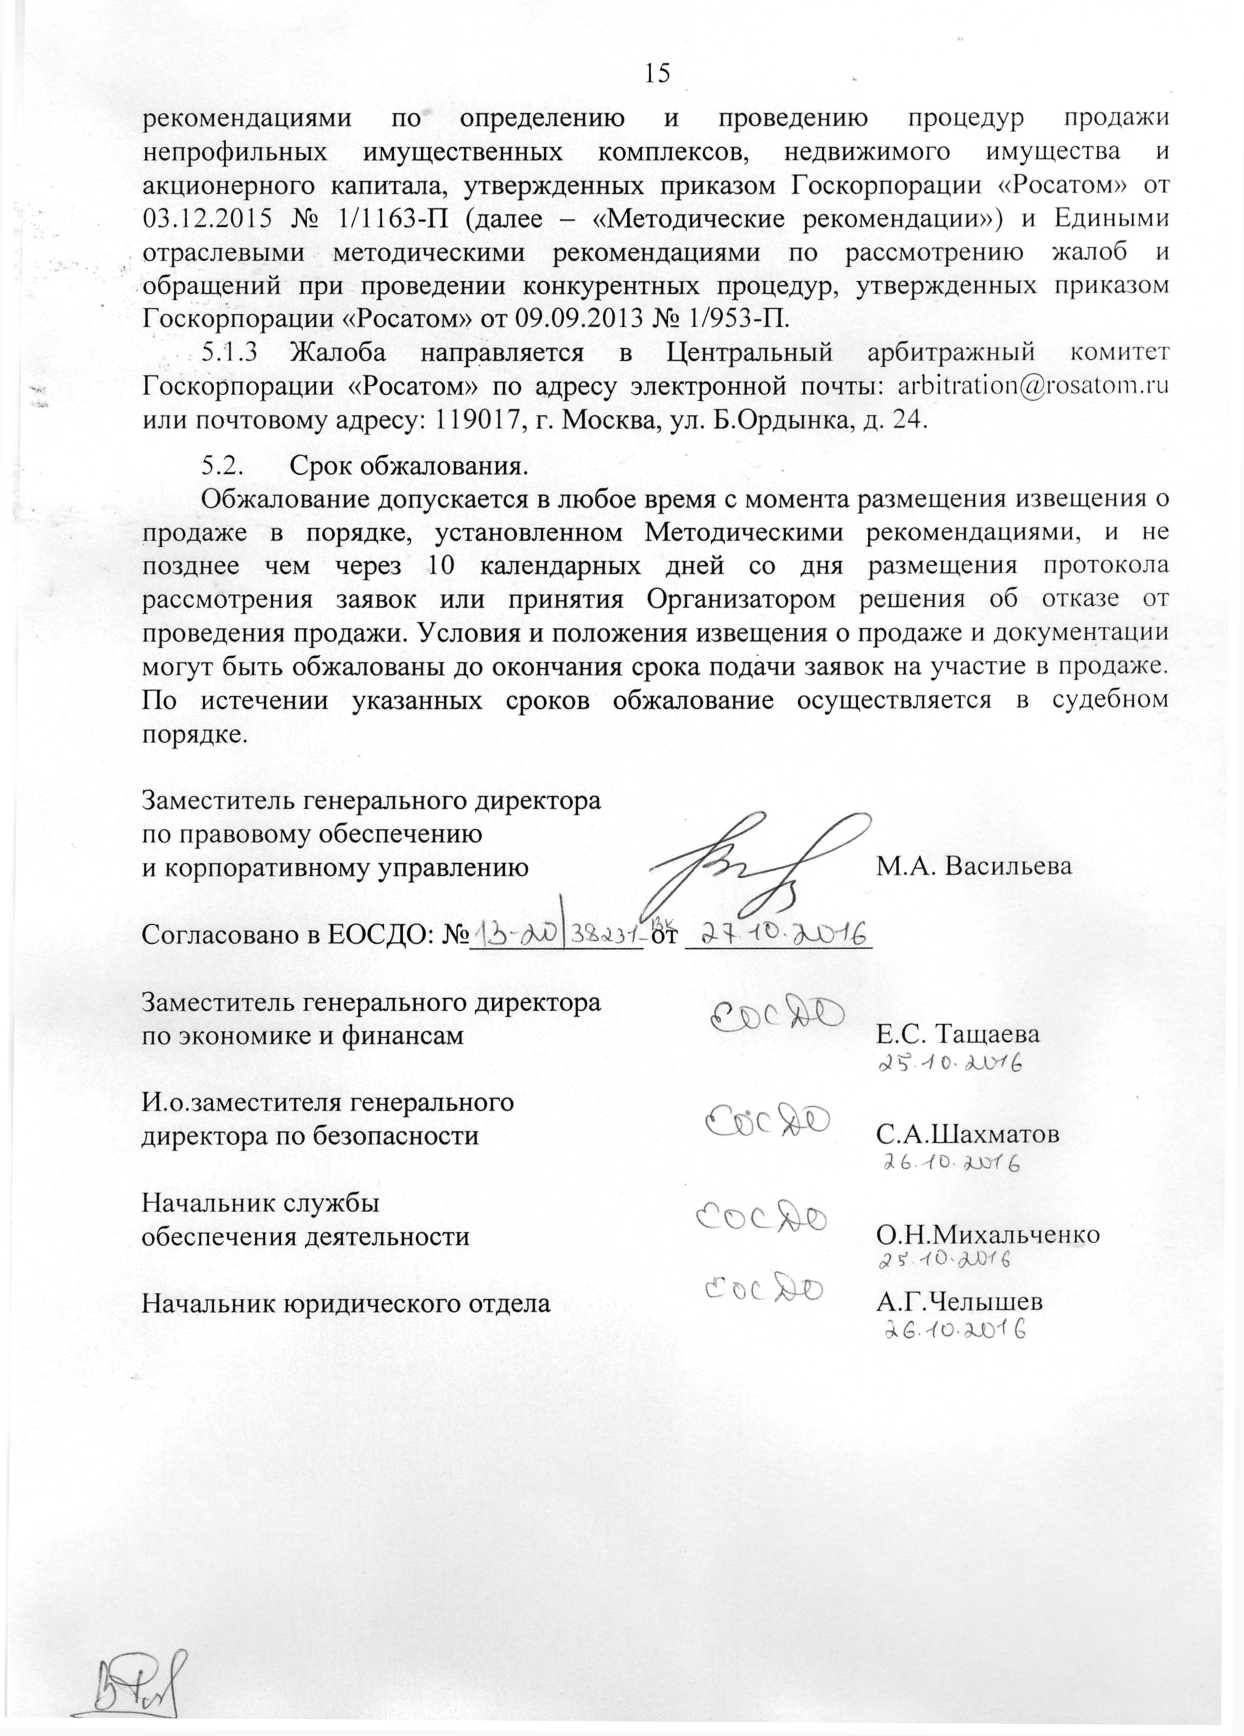 15
рекомендациями по определению и проведению процедур продажи
непрофильных имущественных комплексов, недвижимого имущества и
акционерного капитала, утвержденных приказом Госкорпорации «Росатом» от
03.12.2015 № 1/1163-П (далее – «Методические рекомендации») и Едиными
отраслевыми методическими рекомендациями по рассмотрению жалоб и
обращений при проведении конкурентных процедур, утвержденных приказом
Госкорпорации «Росатом» от 09.09.2013 № 1/953-П.
5.1.3 Жалоба направляется в Центральный арбитражный комитет
Госкорпорации «Росатом» по адресу электронной почты: arbitration@rosatom.ru
или почтовому адресу: 119017, г. Москва, ул. Б.Ордынка, д. 24.
5.2. Срок обжалования.
Обжалование допускается в любое время с момента размещения извещения о
продаже в порядке, установленном Методическими рекомендациями, и не
позднее чем через 10 календарных дней со дня размещения протокола
рассмотрения заявок или принятия Организатором решения об отказе от
проведения продажи. Условия и положения извещения о продаже и документации
могут быть обжалованы до окончания срока подачи заявок на участие в продаже.
По истечении указанных сроков обжалование осуществляется в судебном
порядке.
Заместитель генерального директора
по правовому обеспечению
и корпоративному управлению М.А. Васильева
Согласовано в ЕОСДО: № 13-20/38231-ВК от 27.10.2016
Заместитель генерального директора ЕОСДО
по экономике и финансам Е.С. Тащаева
25.10.2016
И.о.заместителя генерального ЕОСДО
директора по безопасности С.А.Шахматов
26.10.2016
Начальник службы ЕОСДО
обеспечения деятельности О.Н.Михальченко
25.10.2016
Начальник юридического отдела ЕОСДО А.Г.Челышев
26.10.2016